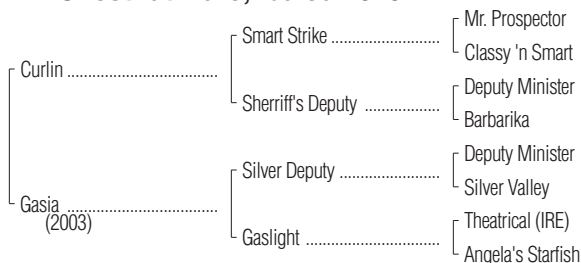 Smart Strike
Mr. Prospector
Classy 'n Smart
Curlin
Sherriff's Deputy
Deputy Minister
Barbarika
Silver Deputy
Deputy Minister
Silver Valley
Gasia
(2003)
Gaslight
Theatrical (IRE)
Angela's Starfish